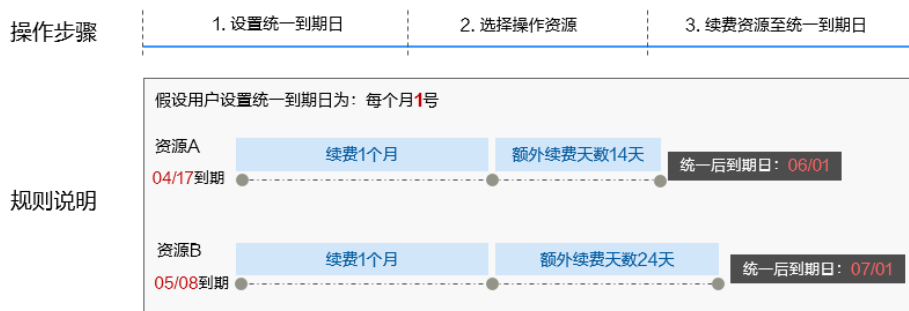 操作步骤
1. 设置统一到期日
2. 选择操作资源
3. 续费资源至统一到期日
规则说明
假设用户设置统一到期日为：每个月1号
资源A
04/17到期
续费1个月
额外续费天数14天
统一后到期日：06/01
资源B
05/08到期
续费1个月
额外续费天数24天
统一后到期日：07/01